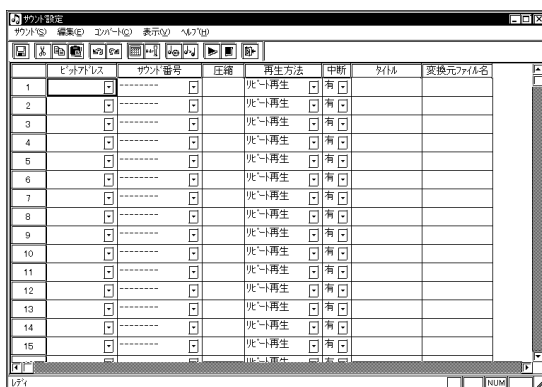 サウンド設定
サウンド(S) 編集(E) コンバート(C) 表示(V) ヘルプ(H)
ビットアドレス サウンド番号 圧縮 再生方法 中断 タイトル 変換元ファイル名
1 -------- リピート再生 有
2 -------- リピート再生 有
3 -------- リピート再生 有
4 -------- リピート再生 有
5 -------- リピート再生 有
6 -------- リピート再生 有
7 -------- リピート再生 有
8 -------- リピート再生 有
9 -------- リピート再生 有
10 -------- リピート再生 有
11 -------- リピート再生 有
12 -------- リピート再生 有
13 -------- リピート再生 有
14 -------- リピート再生 有
15 -------- リピート再生 有
リピート再生 有
レディ NUM